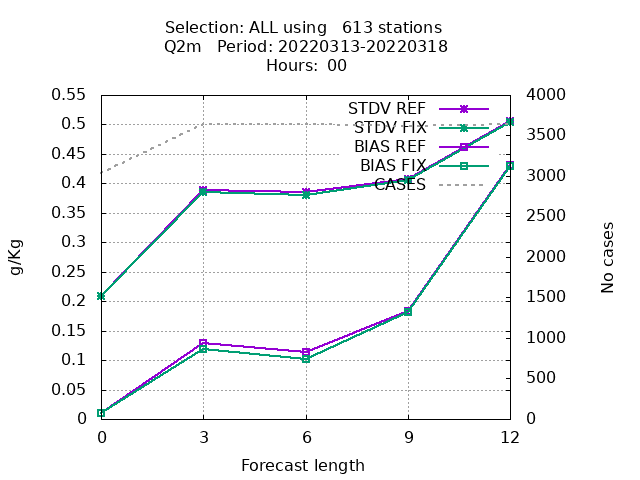 Selection: ALL using   613 stations
Q2m   Period: 20220313-20220318
Hours:  00
0.55
0.5
0.45
0.4
0.35
0.3
0.25
0.2
0.15
0.1
0.05
0
g/Kg
STDV REF
STDV FIX
BIAS REF
BIAS FIX
CASES
4000
3500
3000
2500
2000
1500
1000
500
0
No cases
0 3 6 9 12
Forecast length